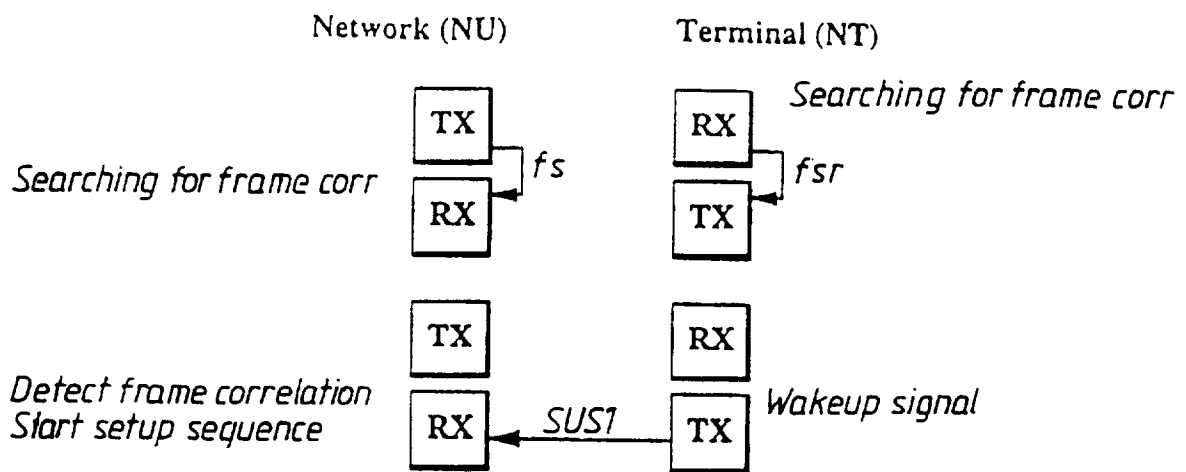 Network (NU)
Terminal (NT)
Searching for frame corr
TX
RX
fs
fsr
Searching for frame corr
RX
TX
TX
RX
Detect frame correlation
Start setup sequence
RX
SUS1
TX
Wakeup signal